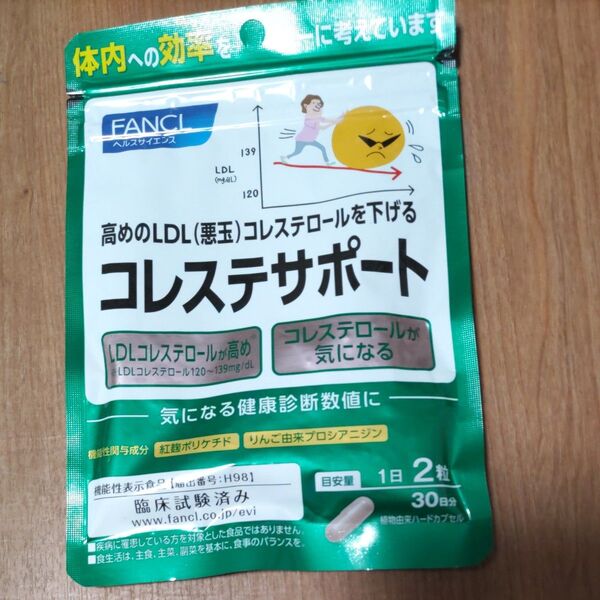 体内への効率を に考えています
FANCL
ヘルスサイエンス
139
LDL
(mg/dL)
120
高めのLDL(悪玉)コレステロールを下げる
コレステサポート
LDLコレステロールが高め※
※LDLコレステロール120〜139mg/dL
コレステロールが
気になる
気になる健康診断数値に
機能性関与成分 紅麹ポリケチド りんご由来プロシアニジン
機能性表示食品【届出番号:H981】
臨床試験済み
www.fancl.co.jp/evi
目安量 1日2粒
30日分
植物由来ハードカプセル
■疾病に罹患している方を対象とした食品ではありません。
■食生活は、主食、主菜、副菜を基本に、食事のバランスを。